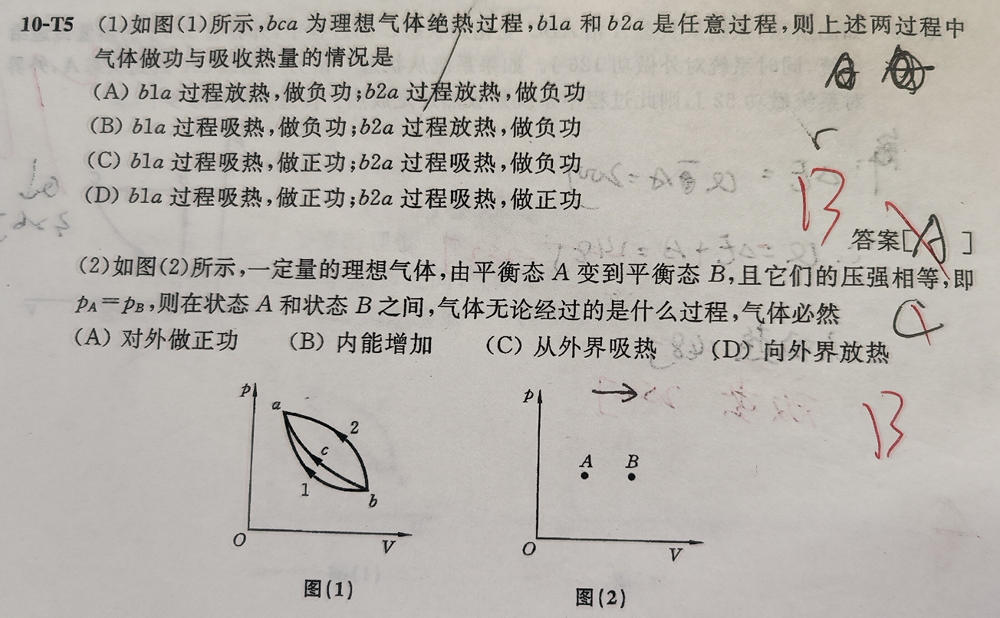 10-T5 (1)如图(1)所示,bca 为理想气体绝热过程,b1a 和 b2a 是任意过程,则上述两过程中
气体做功与吸收热量的情况是
(A) b1a 过程放热,做负功;b2a 过程放热,做负功
(B) b1a 过程吸热,做负功;b2a 过程放热,做负功
(C) b1a 过程吸热,做正功;b2a 过程吸热,做负功
(D) b1a 过程吸热,做正功;b2a 过程吸热,做正功
B
答案[A]
(2)如图(2)所示,一定量的理想气体,由平衡态 A 变到平衡态 B,且它们的压强相等,即
pA=pB,则在状态 A 和状态 B 之间,气体无论经过的是什么过程,气体必然
C
(A) 对外做正功 (B) 内能增加 (C) 从外界吸热 (D) 向外界放热
B
p
a
2
c
1
b
O
V
图(1)
p
A
B
O
V
图(2)